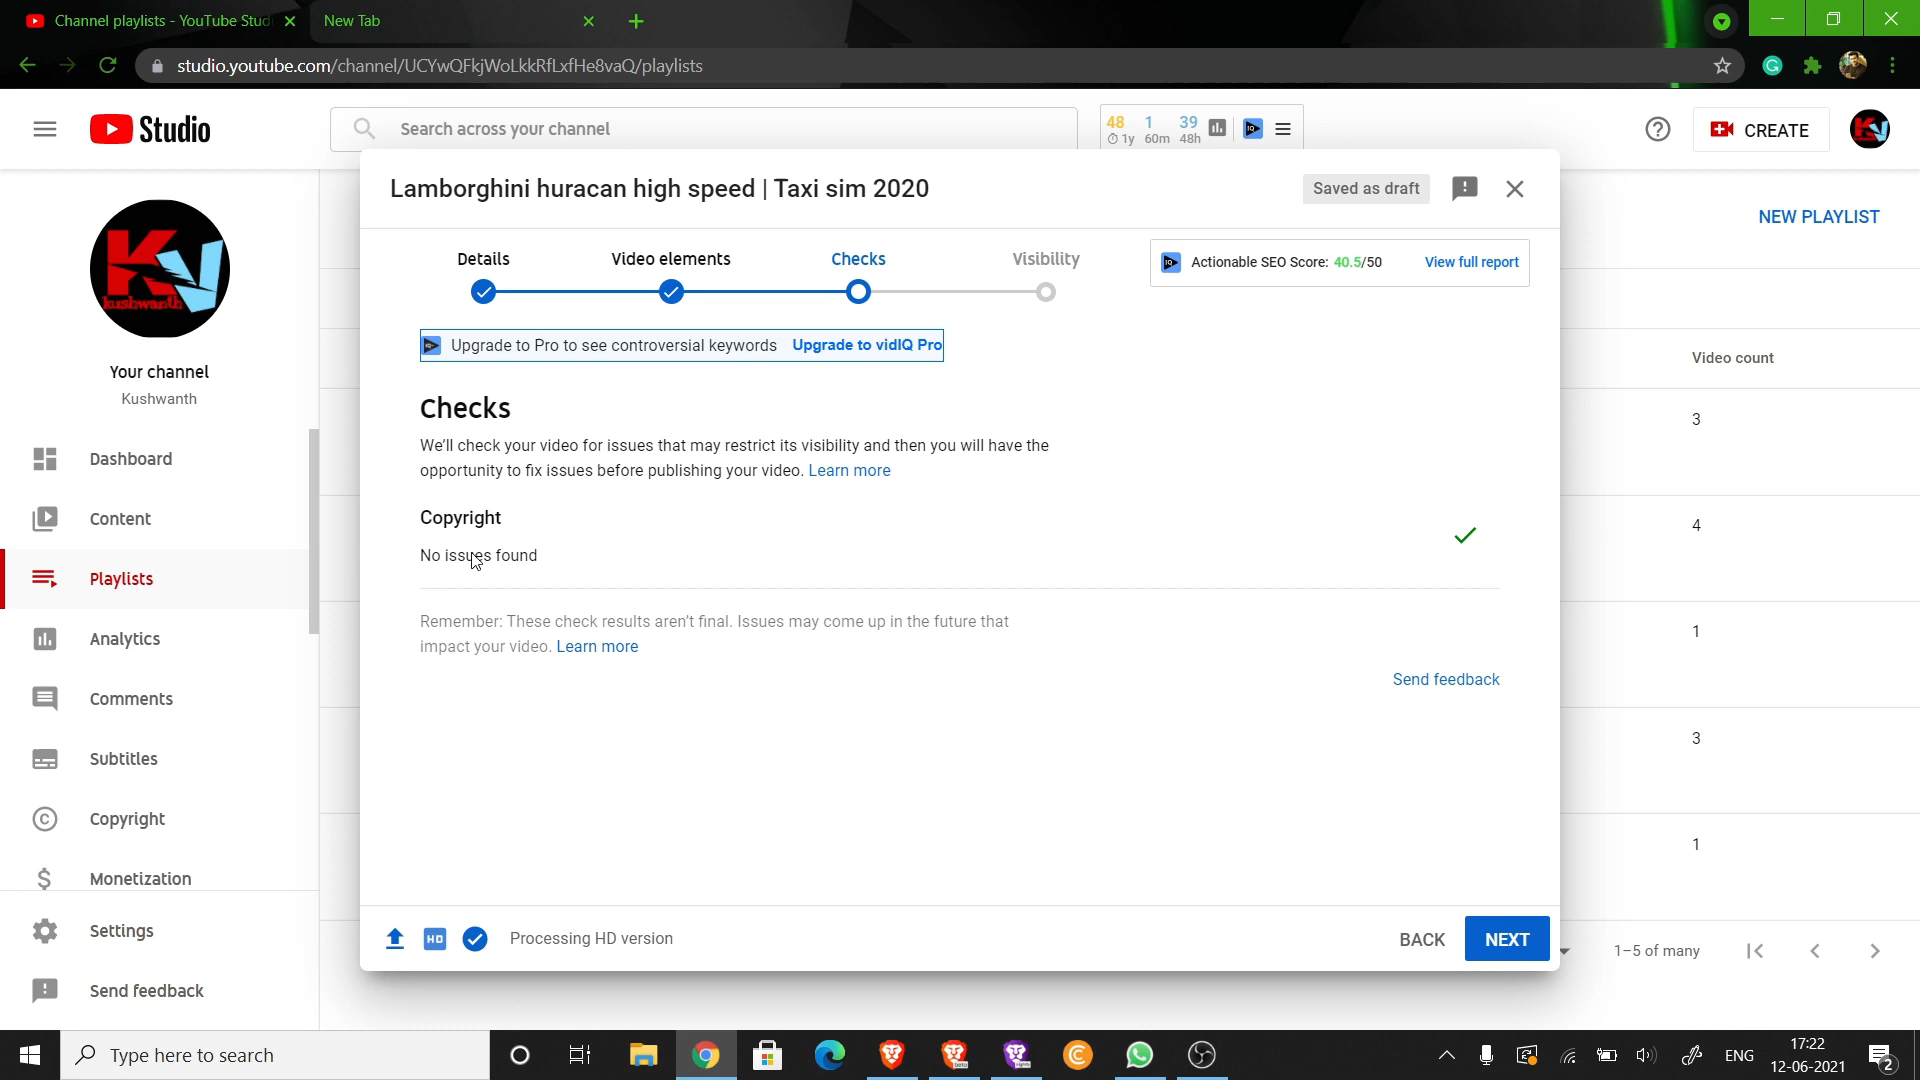 Channel playlists - YouTube Stud
New Tab
studio.youtube.com/channel/UCYwQFkjWoLkkRfLxfHe8vaQ/playlists
Studio
Search across your channel
48 1 39
1y 60m 48h
CREATE
Lamborghini huracan high speed | Taxi sim 2020
Saved as draft
NEW PLAYLIST
Details
Video elements
Checks
Visibility
Actionable SEO Score: 40.5/50
View full report
Upgrade to Pro to see controversial keywords
Upgrade to vidIQ Pro
KV
kushwanth
Your channel
Kushwanth
Video count
Checks
We'll check your video for issues that may restrict its visibility and then you will have the
opportunity to fix issues before publishing your video. Learn more
3
Dashboard
Content
Copyright
No issues found
4
Playlists
Remember: These check results aren't final. Issues may come up in the future that
impact your video. Learn more
1
Analytics
Send feedback
Comments
3
Subtitles
Copyright
1
Monetization
Settings
HD
Processing HD version
BACK
NEXT
1–5 of many
Send feedback
Type here to search
ENG
17:22
12-06-2021
2